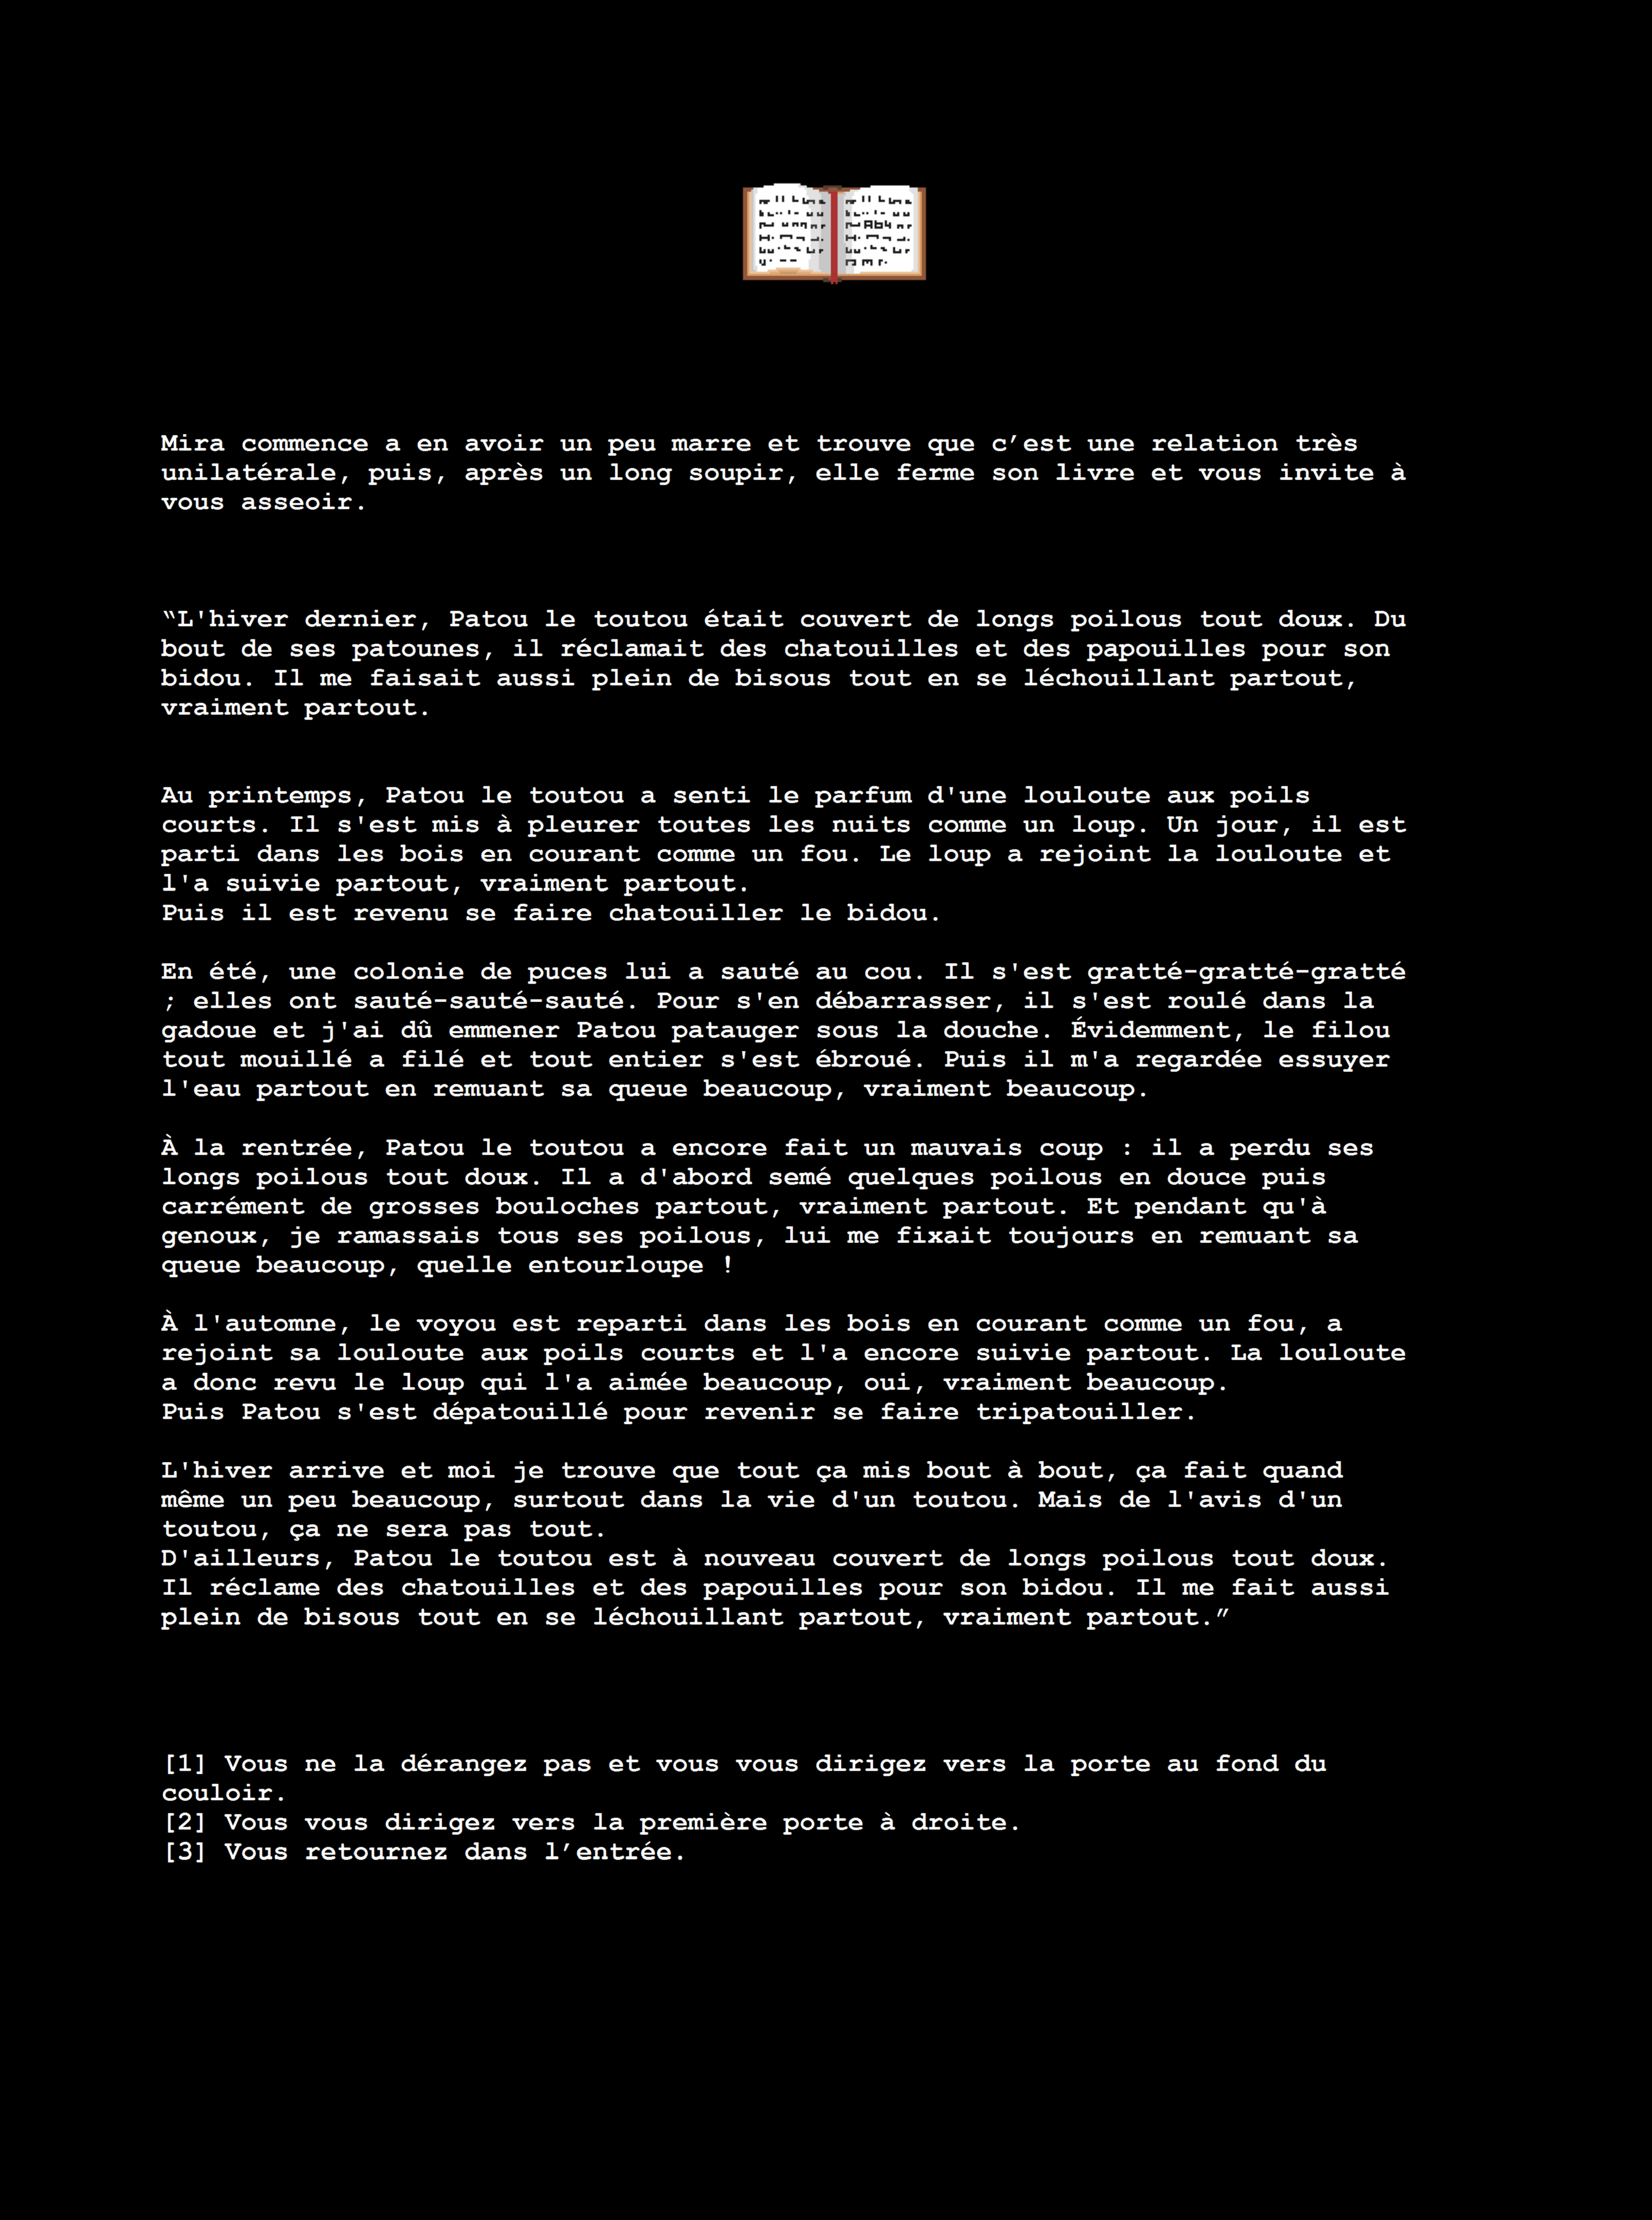 Ab4
Mira commence a en avoir un peu marre et trouve que c’est une relation très
unilatérale, puis, après un long soupir, elle ferme son livre et vous invite à
vous asseoir.
“L'hiver dernier, Patou le toutou était couvert de longs poilous tout doux. Du
bout de ses patounes, il réclamait des chatouilles et des papouilles pour son
bidou. Il me faisait aussi plein de bisous tout en se léchouillant partout,
vraiment partout.
Au printemps, Patou le toutou a senti le parfum d'une louloute aux poils
courts. Il s'est mis à pleurer toutes les nuits comme un loup. Un jour, il est
parti dans les bois en courant comme un fou. Le loup a rejoint la louloute et
l'a suivie partout, vraiment partout.
Puis il est revenu se faire chatouiller le bidou.
En été, une colonie de puces lui a sauté au cou. Il s'est gratté-gratté-gratté
; elles ont sauté-sauté-sauté. Pour s'en débarrasser, il s'est roulé dans la
gadoue et j'ai dû emmener Patou patauger sous la douche. Évidemment, le filou
tout mouillé a filé et tout entier s'est ébroué. Puis il m'a regardée essuyer
l'eau partout en remuant sa queue beaucoup, vraiment beaucoup.
À la rentrée, Patou le toutou a encore fait un mauvais coup : il a perdu ses
longs poilous tout doux. Il a d'abord semé quelques poilous en douce puis
carrément de grosses bouloches partout, vraiment partout. Et pendant qu'à
genoux, je ramassais tous ses poilous, lui me fixait toujours en remuant sa
queue beaucoup, quelle entourloupe !
À l'automne, le voyou est reparti dans les bois en courant comme un fou, a
rejoint sa louloute aux poils courts et l'a encore suivie partout. La louloute
a donc revu le loup qui l'a aimée beaucoup, oui, vraiment beaucoup.
Puis Patou s'est dépatouillé pour revenir se faire tripatouiller.
L'hiver arrive et moi je trouve que tout ça mis bout à bout, ça fait quand
même un peu beaucoup, surtout dans la vie d'un toutou. Mais de l'avis d'un
toutou, ça ne sera pas tout.
D'ailleurs, Patou le toutou est à nouveau couvert de longs poilous tout doux.
Il réclame des chatouilles et des papouilles pour son bidou. Il me fait aussi
plein de bisous tout en se léchouillant partout, vraiment partout.”
[1] Vous ne la dérangez pas et vous vous dirigez vers la porte au fond du
couloir.
[2] Vous vous dirigez vers la première porte à droite.
[3] Vous retournez dans l’entrée.